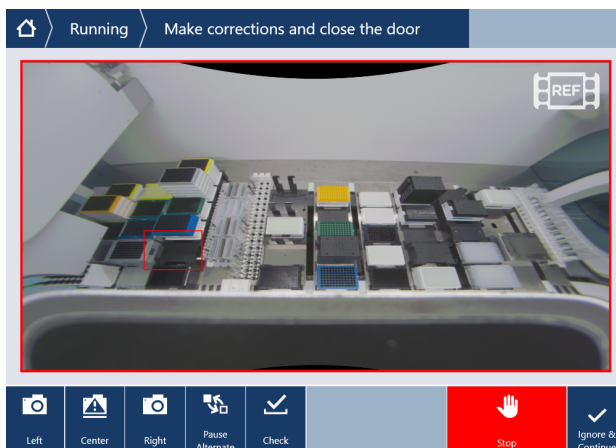 Running
Make corrections and close the door
REF
Left
Center
Right
Pause
Alternate
Check
Stop
Ignore &
Continue